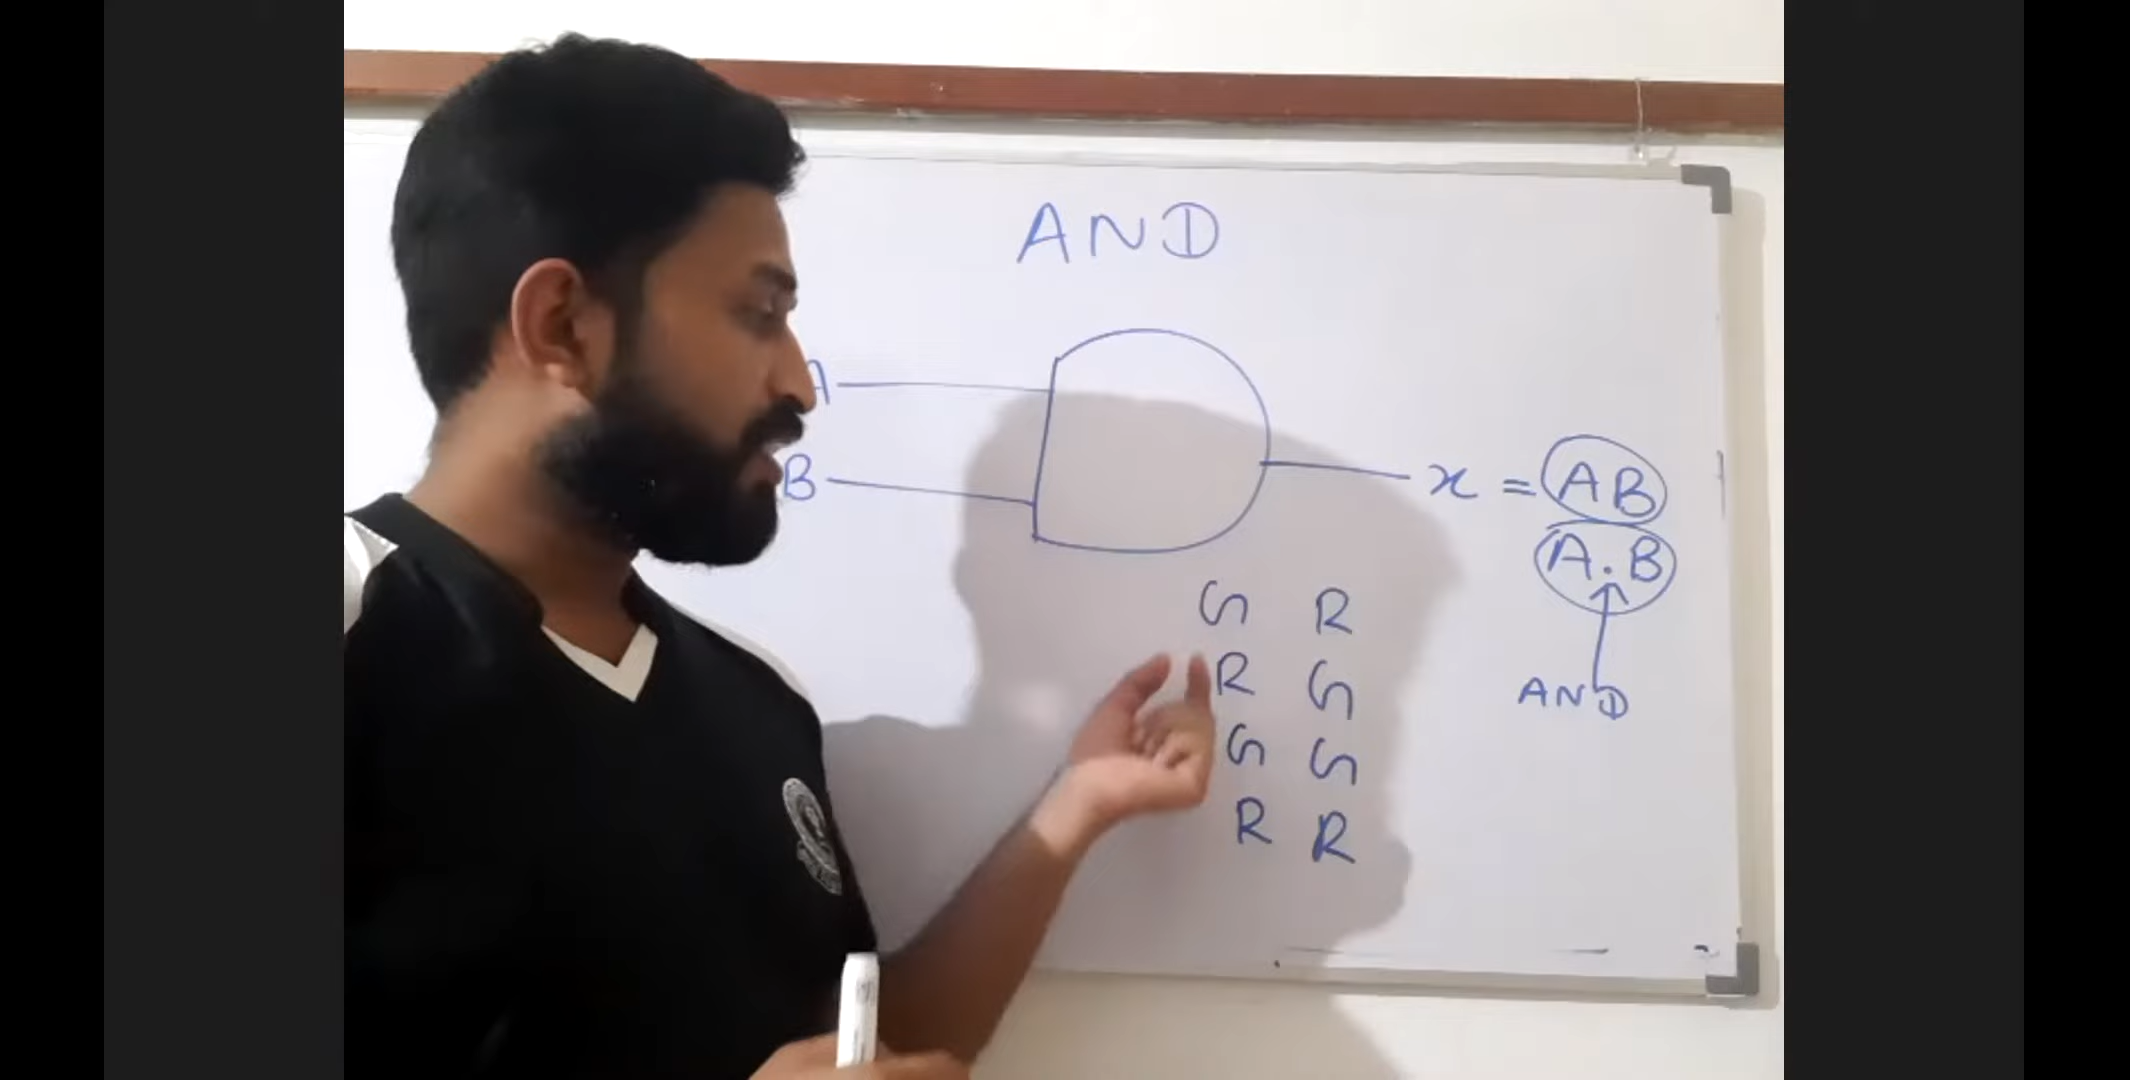 AND
A
B
x = AB
A.B
AND
G R
R G
G G
R R